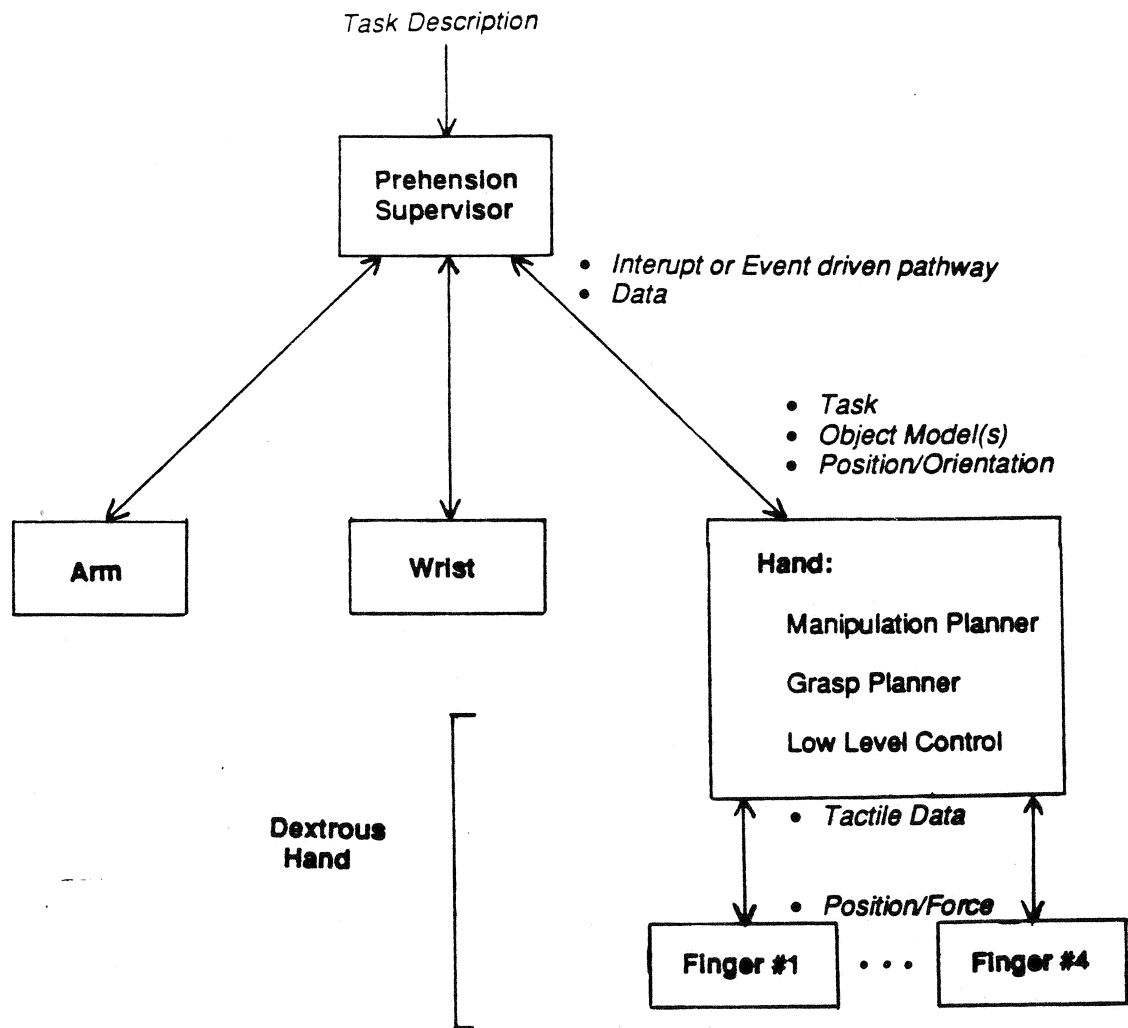 Task Description
Prehension
Supervisor
• Interupt or Event driven pathway
• Data
• Task
• Object Model(s)
• Position/Orientation
Arm
Wrist
Hand:
Manipulation Planner
Grasp Planner
Low Level Control
Dextrous
Hand
• Tactile Data
• Position/Force
Finger #1
• • •
Finger #4